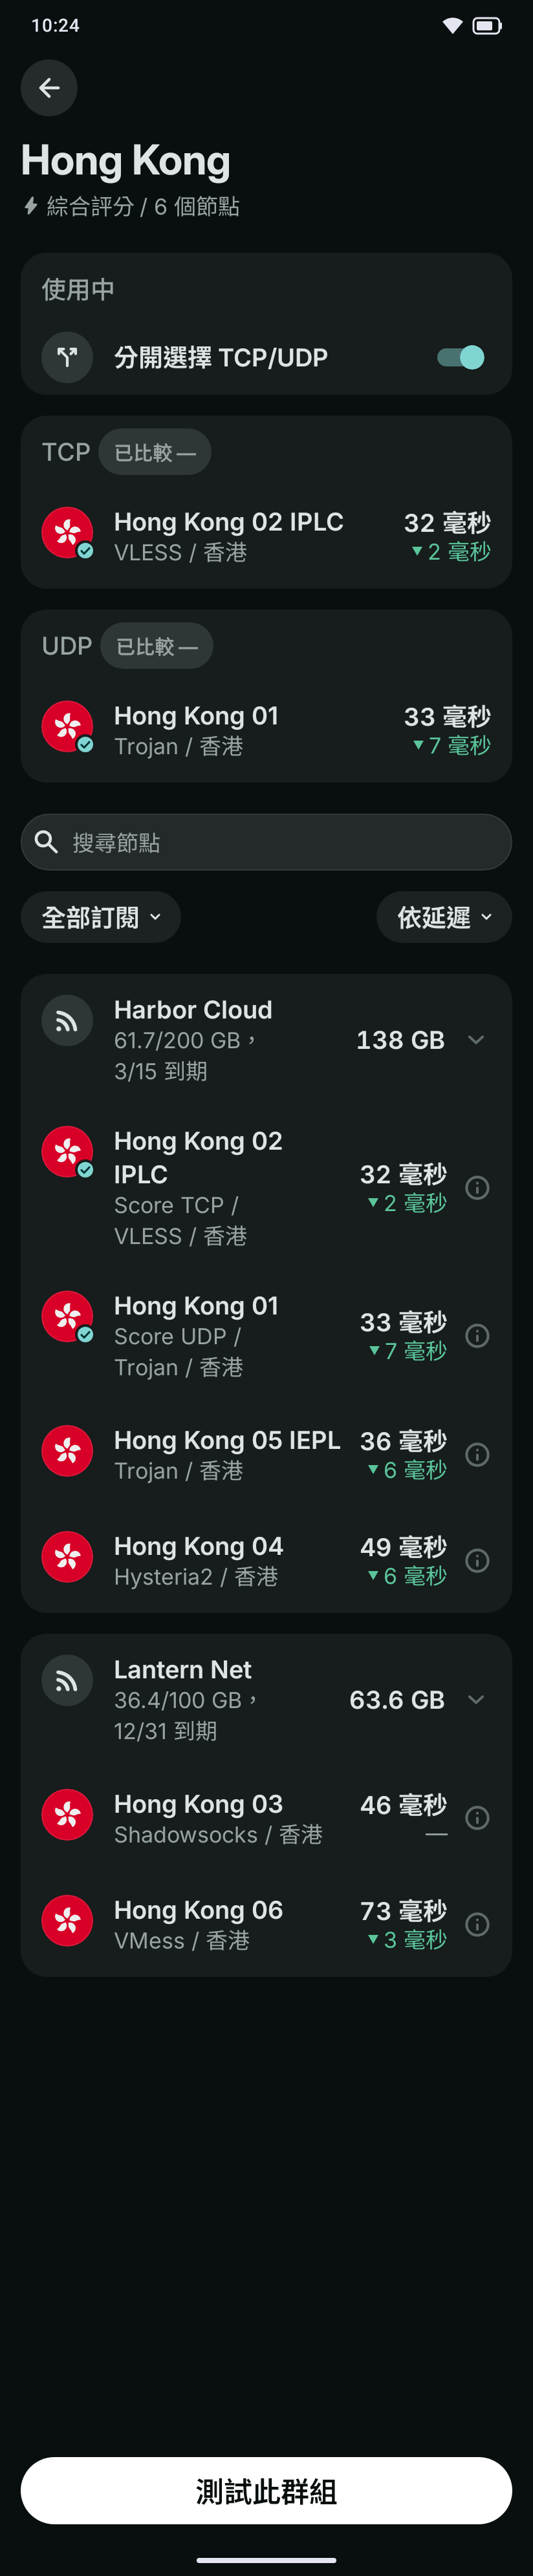 10:24
Hong Kong
綜合評分 / 6 個節點
使用中
分開選擇 TCP/UDP
TCP 已比較 —
Hong Kong 02 IPLC 32 毫秒
VLESS / 香港 ▼2 毫秒
UDP 已比較 —
Hong Kong 01 33 毫秒
Trojan / 香港 ▼7 毫秒
搜尋節點
全部訂閱 依延遲
Harbor Cloud
61.7/200 GB， 138 GB
3/15 到期
Hong Kong 02
IPLC 32 毫秒
Score TCP / ▼2 毫秒
VLESS / 香港
Hong Kong 01
33 毫秒
Score UDP /
▼7 毫秒
Trojan / 香港
Hong Kong 05 IEPL 36 毫秒
Trojan / 香港 ▼6 毫秒
Hong Kong 04 49 毫秒
Hysteria2 / 香港 ▼6 毫秒
Lantern Net
36.4/100 GB， 63.6 GB
12/31 到期
Hong Kong 03 46 毫秒
Shadowsocks / 香港 —
Hong Kong 06 73 毫秒
VMess / 香港 ▼3 毫秒
測試此群組